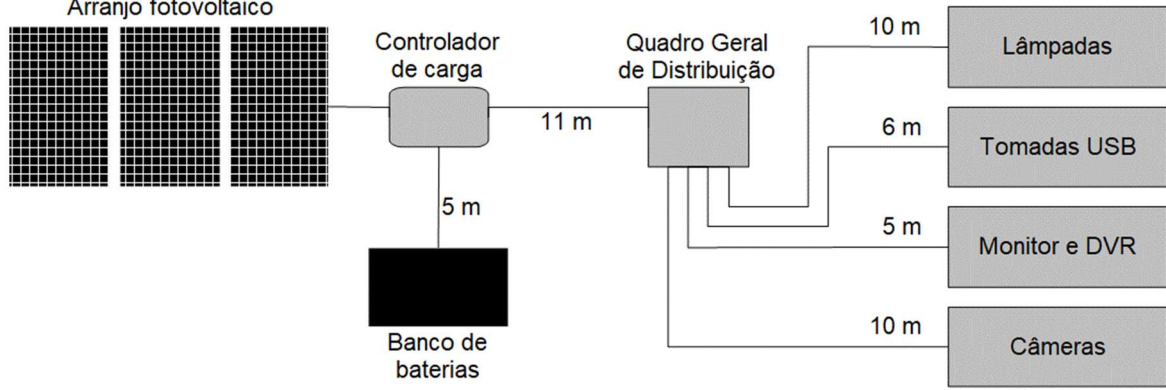 Arranjo fotovoltaico
Controlador
de carga
Quadro Geral
de Distribuição
11 m
5 m
Banco de
baterias
10 m
Lâmpadas
6 m
Tomadas USB
5 m
Monitor e DVR
10 m
Câmeras